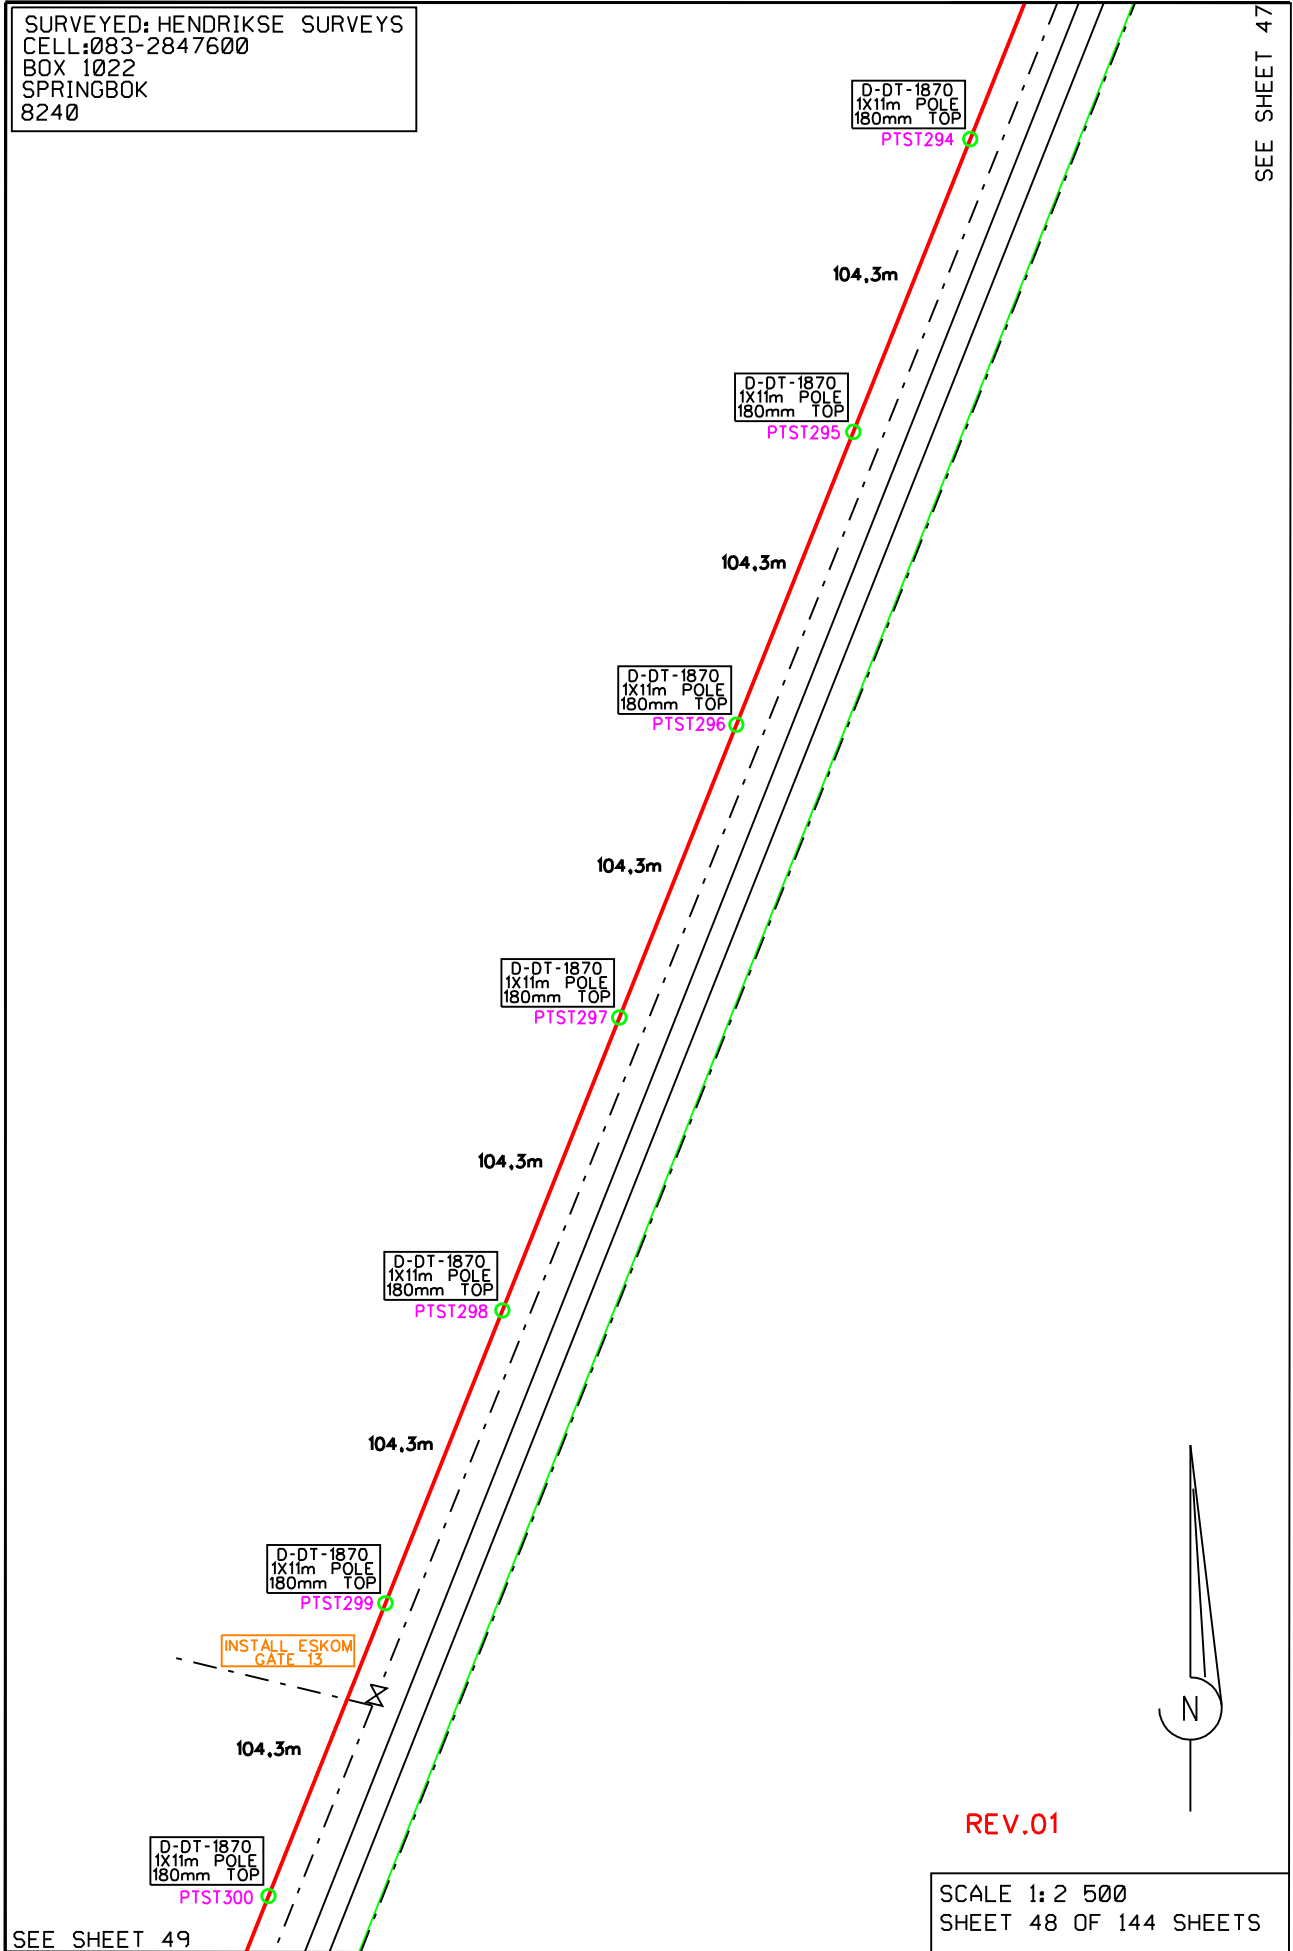 SURVEYED: HENDRIKSE SURVEYS
CELL:083-2847600
BOX 1022
SPRINGBOK
8240
SEE SHEET 47
D-DT-1870
1X11m POLE
180mm TOP
PTST294
104,3m
D-DT-1870
1X11m POLE
180mm TOP
PTST295
104,3m
D-DT-1870
1X11m POLE
180mm TOP
PTST296
104,3m
D-DT-1870
1X11m POLE
180mm TOP
PTST297
104,3m
D-DT-1870
1X11m POLE
180mm TOP
PTST298
104,3m
D-DT-1870
1X11m POLE
180mm TOP
PTST299
INSTALL ESKOM
GATE 13
104,3m
D-DT-1870
1X11m POLE
180mm TOP
PTST300
SEE SHEET 49
N
REV.01
SCALE 1:2 500
SHEET 48 OF 144 SHEETS